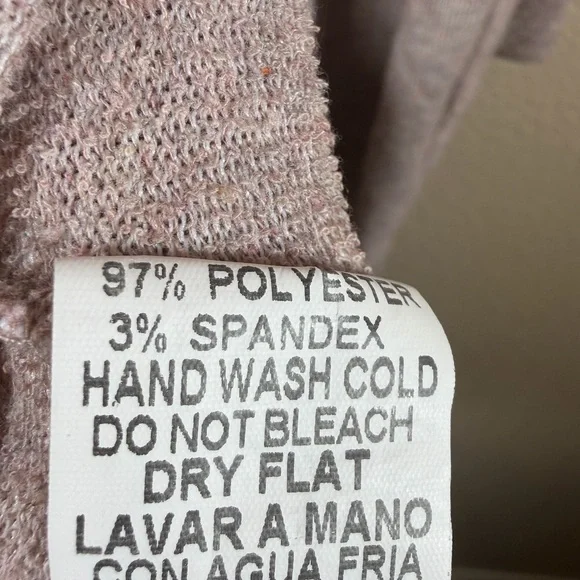 97% POLYESTER
3% SPANDEX
HAND WASH COLD
DO NOT BLEACH
DRY FLAT
LAVAR A MANO
CON AGUA FRIA